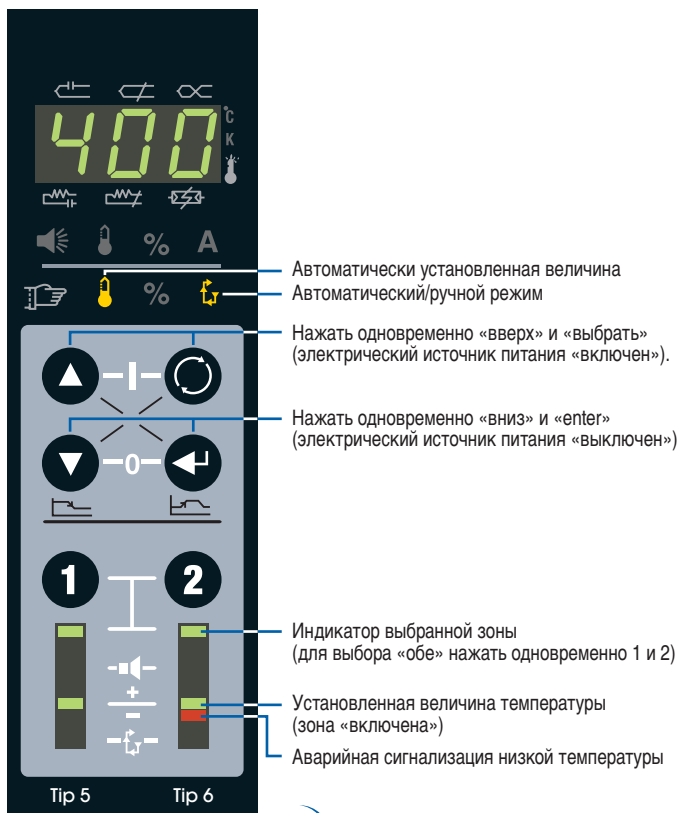 400
°C
K
% A
Автоматически установленная величина
% Автоматический/ручной режим
Нажать одновременно «вверх» и «выбрать»
(электрический источник питания «включен»).
Нажать одновременно «вниз» и «enter»
(электрический источник питания «выключен»)
0
1 2
Индикатор выбранной зоны
(для выбора «обе» нажать одновременно 1 и 2)
+
Установленная величина температуры
−
(зона «включена»)
Аварийная сигнализация низкой температуры
Tip 5 Tip 6